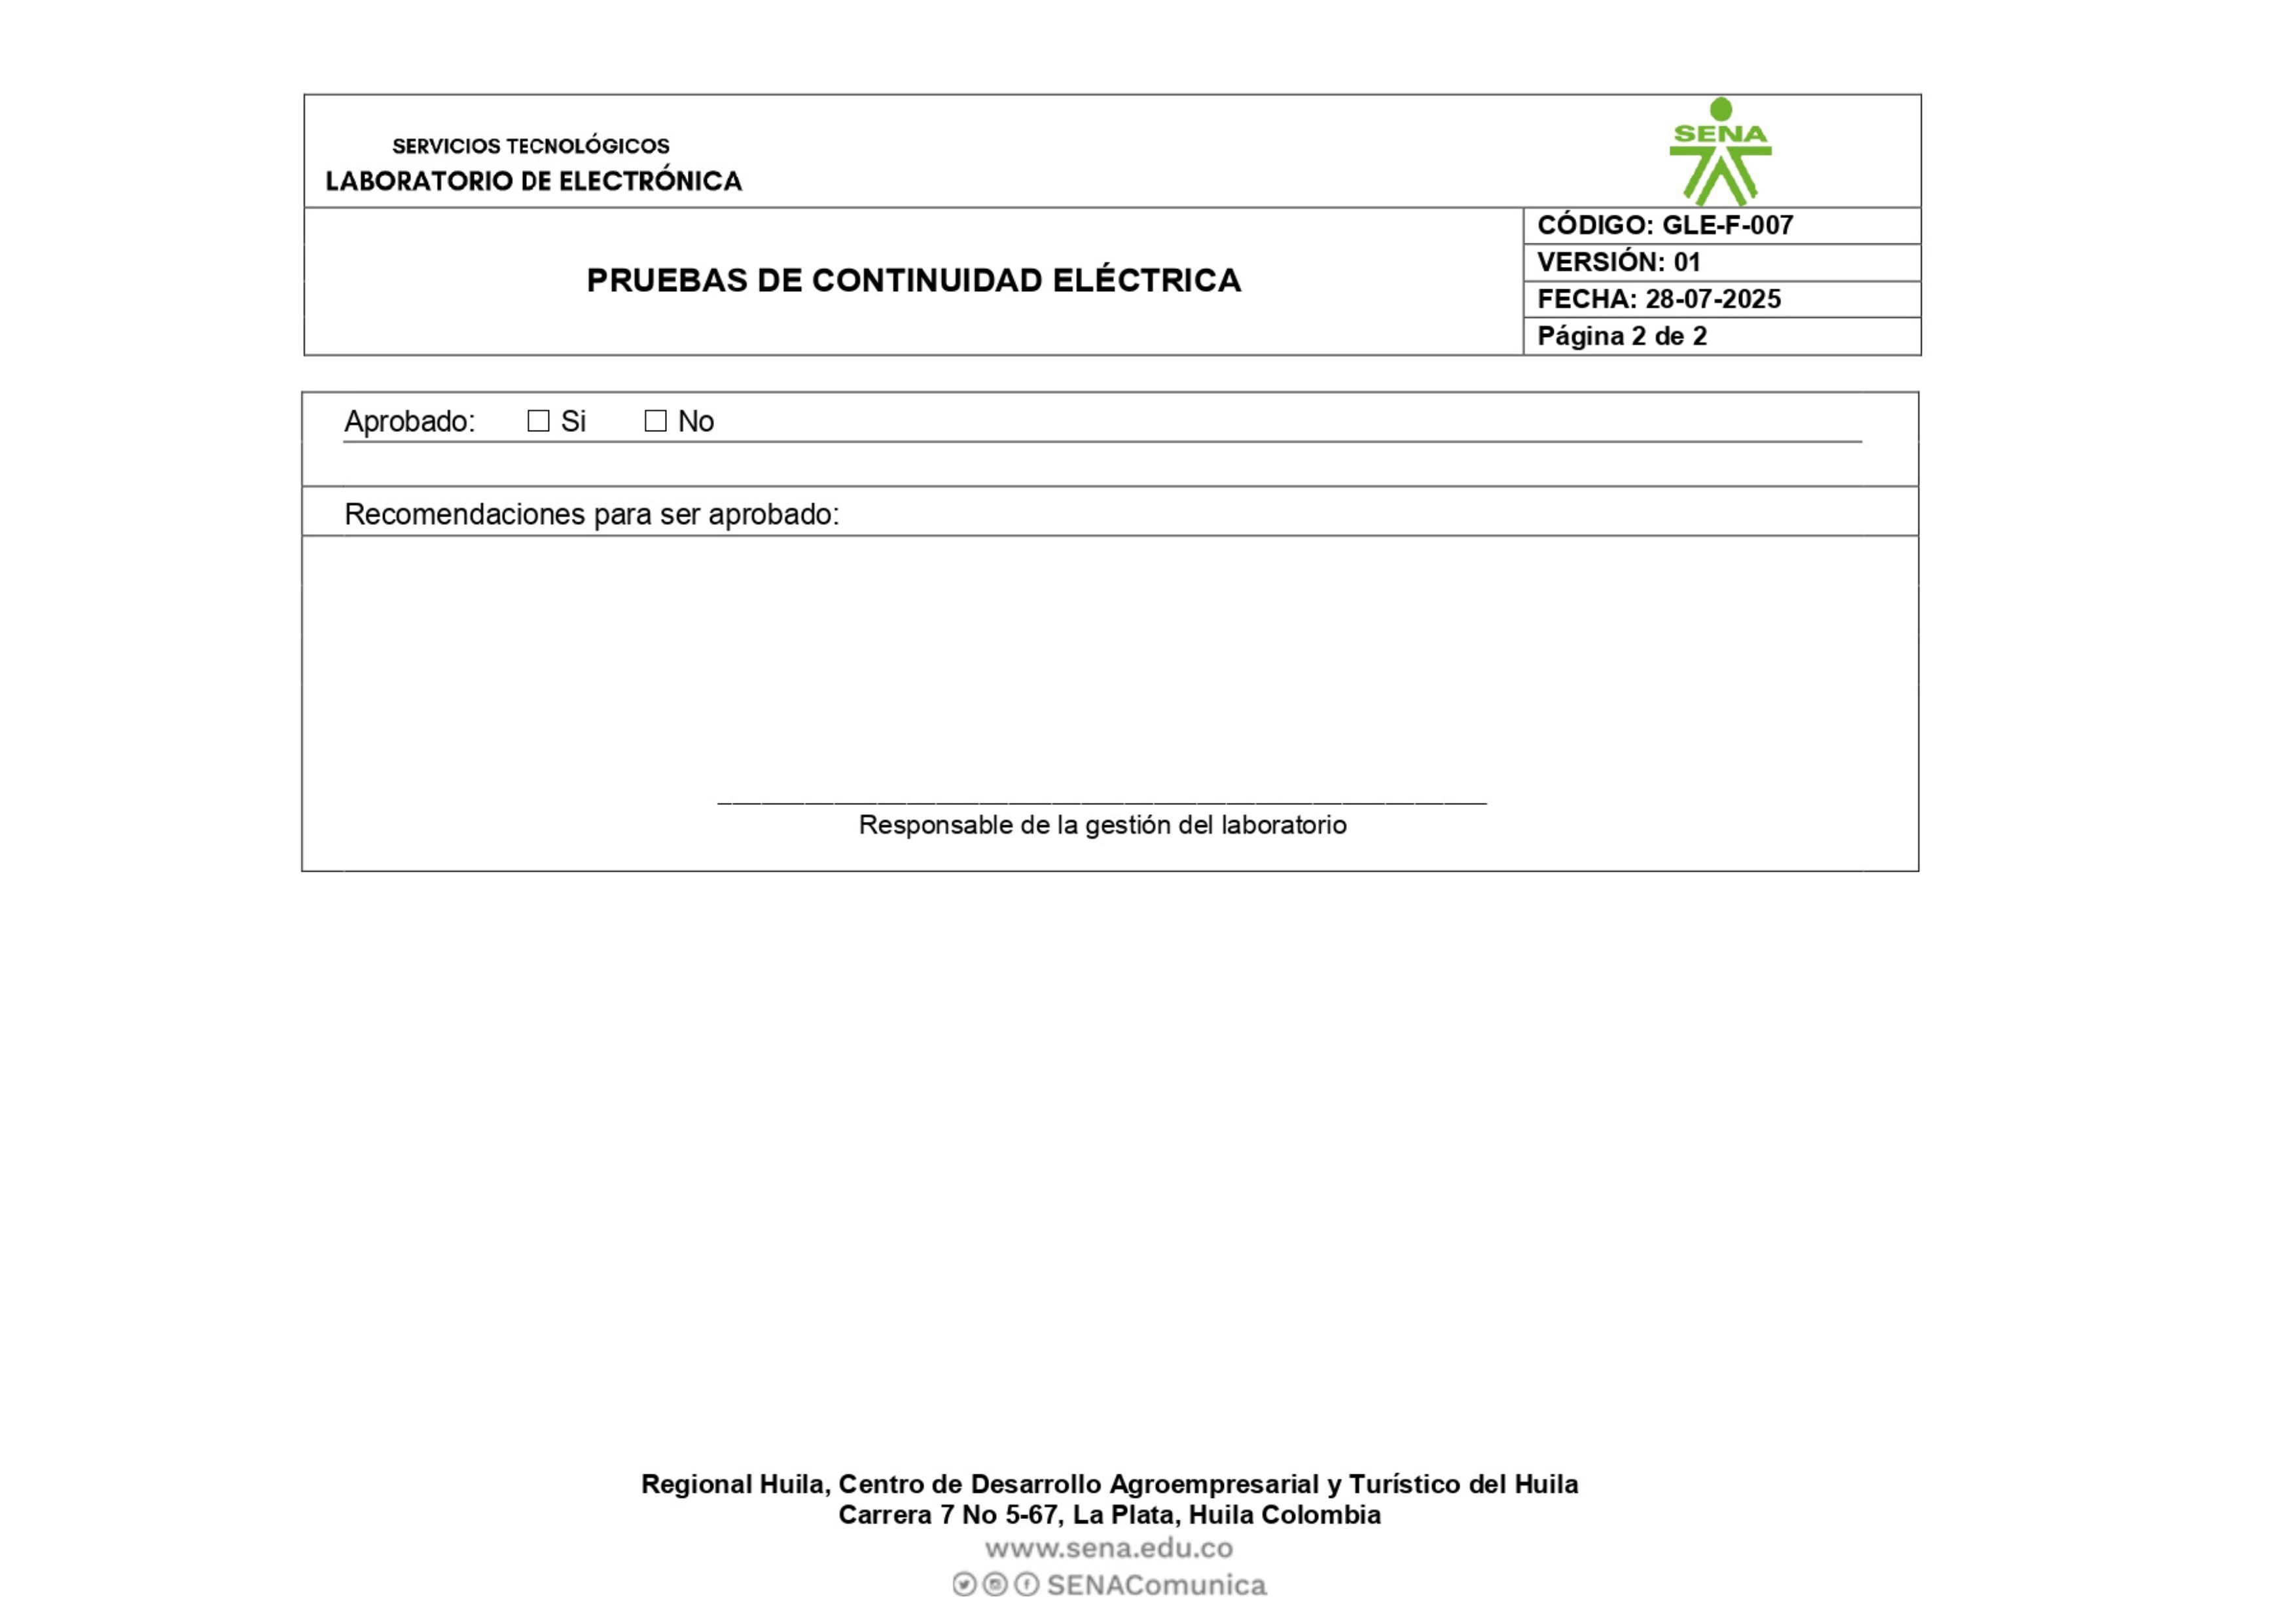 SERVICIOS TECNOLÓGICOS
LABORATORIO DE ELECTRÓNICA
SENA
PRUEBAS DE CONTINUIDAD ELÉCTRICA
CÓDIGO: GLE-F-007
VERSIÓN: 01
FECHA: 28-07-2025
Página 2 de 2
Aprobado: ☐ Si ☐ No
Recomendaciones para ser aprobado:
Responsable de la gestión del laboratorio
Regional Huila, Centro de Desarrollo Agroempresarial y Turístico del Huila
Carrera 7 No 5-67, La Plata, Huila Colombia
www.sena.edu.co
SENAComunica